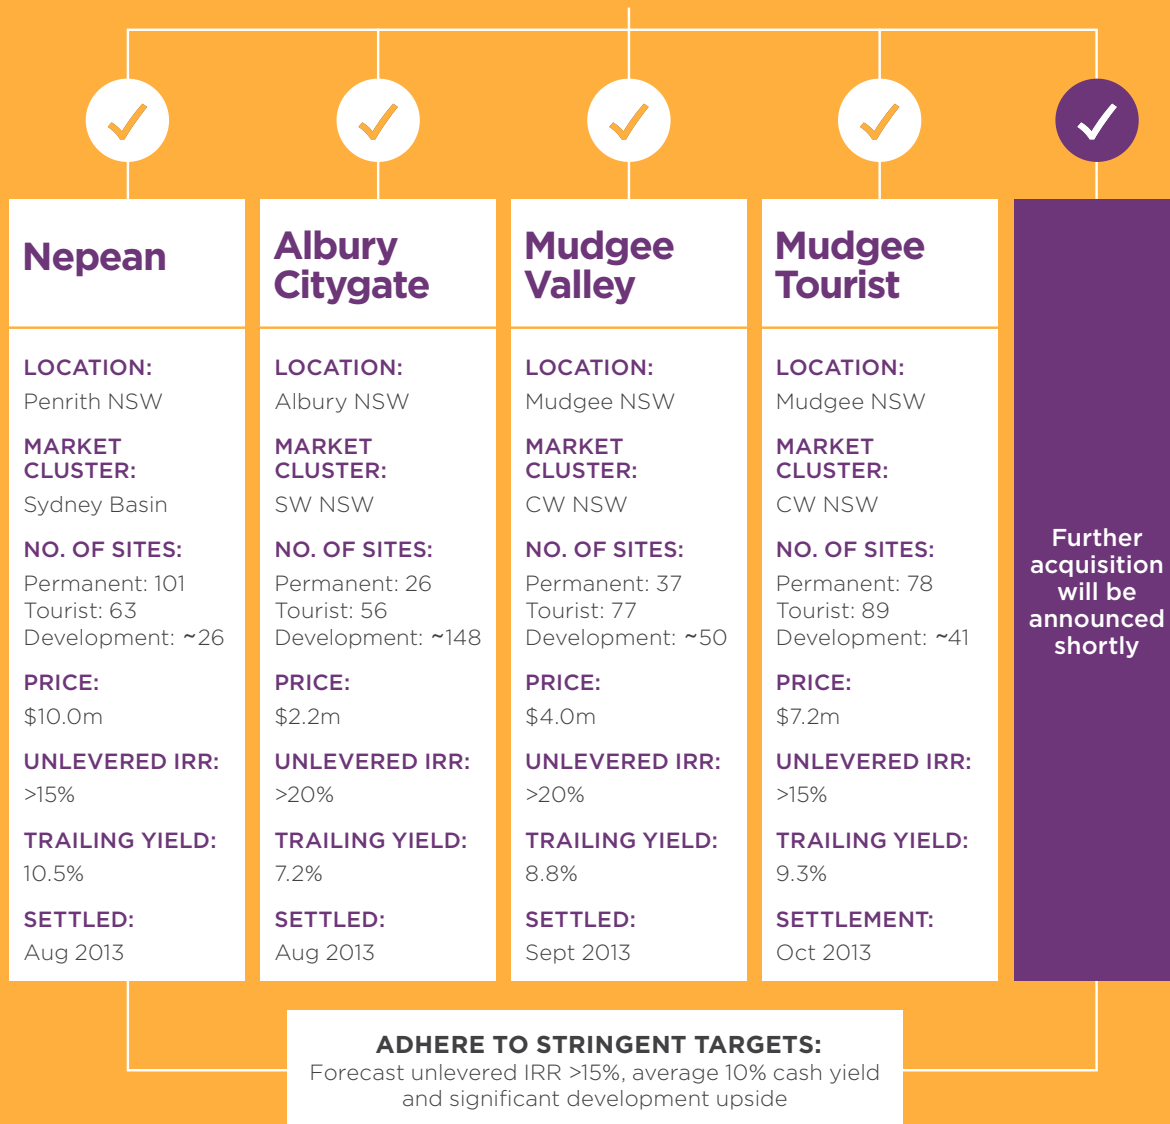 Nepean
LOCATION:
Penrith NSW
MARKET
CLUSTER:
Sydney Basin
NO. OF SITES:
Permanent: 101
Tourist: 63
Development: ~26
PRICE:
$10.0m
UNLEVERED IRR:
>15%
TRAILING YIELD:
10.5%
SETTLED:
Aug 2013
Albury
Citygate
LOCATION:
Albury NSW
MARKET
CLUSTER:
SW NSW
NO. OF SITES:
Permanent: 26
Tourist: 56
Development: ~148
PRICE:
$2.2m
UNLEVERED IRR:
>20%
TRAILING YIELD:
7.2%
SETTLED:
Aug 2013
Mudgee
Valley
LOCATION:
Mudgee NSW
MARKET
CLUSTER:
CW NSW
NO. OF SITES:
Permanent: 37
Tourist: 77
Development: ~50
PRICE:
$4.0m
UNLEVERED IRR:
>20%
TRAILING YIELD:
8.8%
SETTLED:
Sept 2013
Mudgee
Tourist
LOCATION:
Mudgee NSW
MARKET
CLUSTER:
CW NSW
NO. OF SITES:
Permanent: 78
Tourist: 89
Development: ~41
PRICE:
$7.2m
UNLEVERED IRR:
>15%
TRAILING YIELD:
9.3%
SETTLEMENT:
Oct 2013
Further
acquisition
will be
announced
shortly
ADHERE TO STRINGENT TARGETS:
Forecast unlevered IRR >15%, average 10% cash yield
and significant development upside